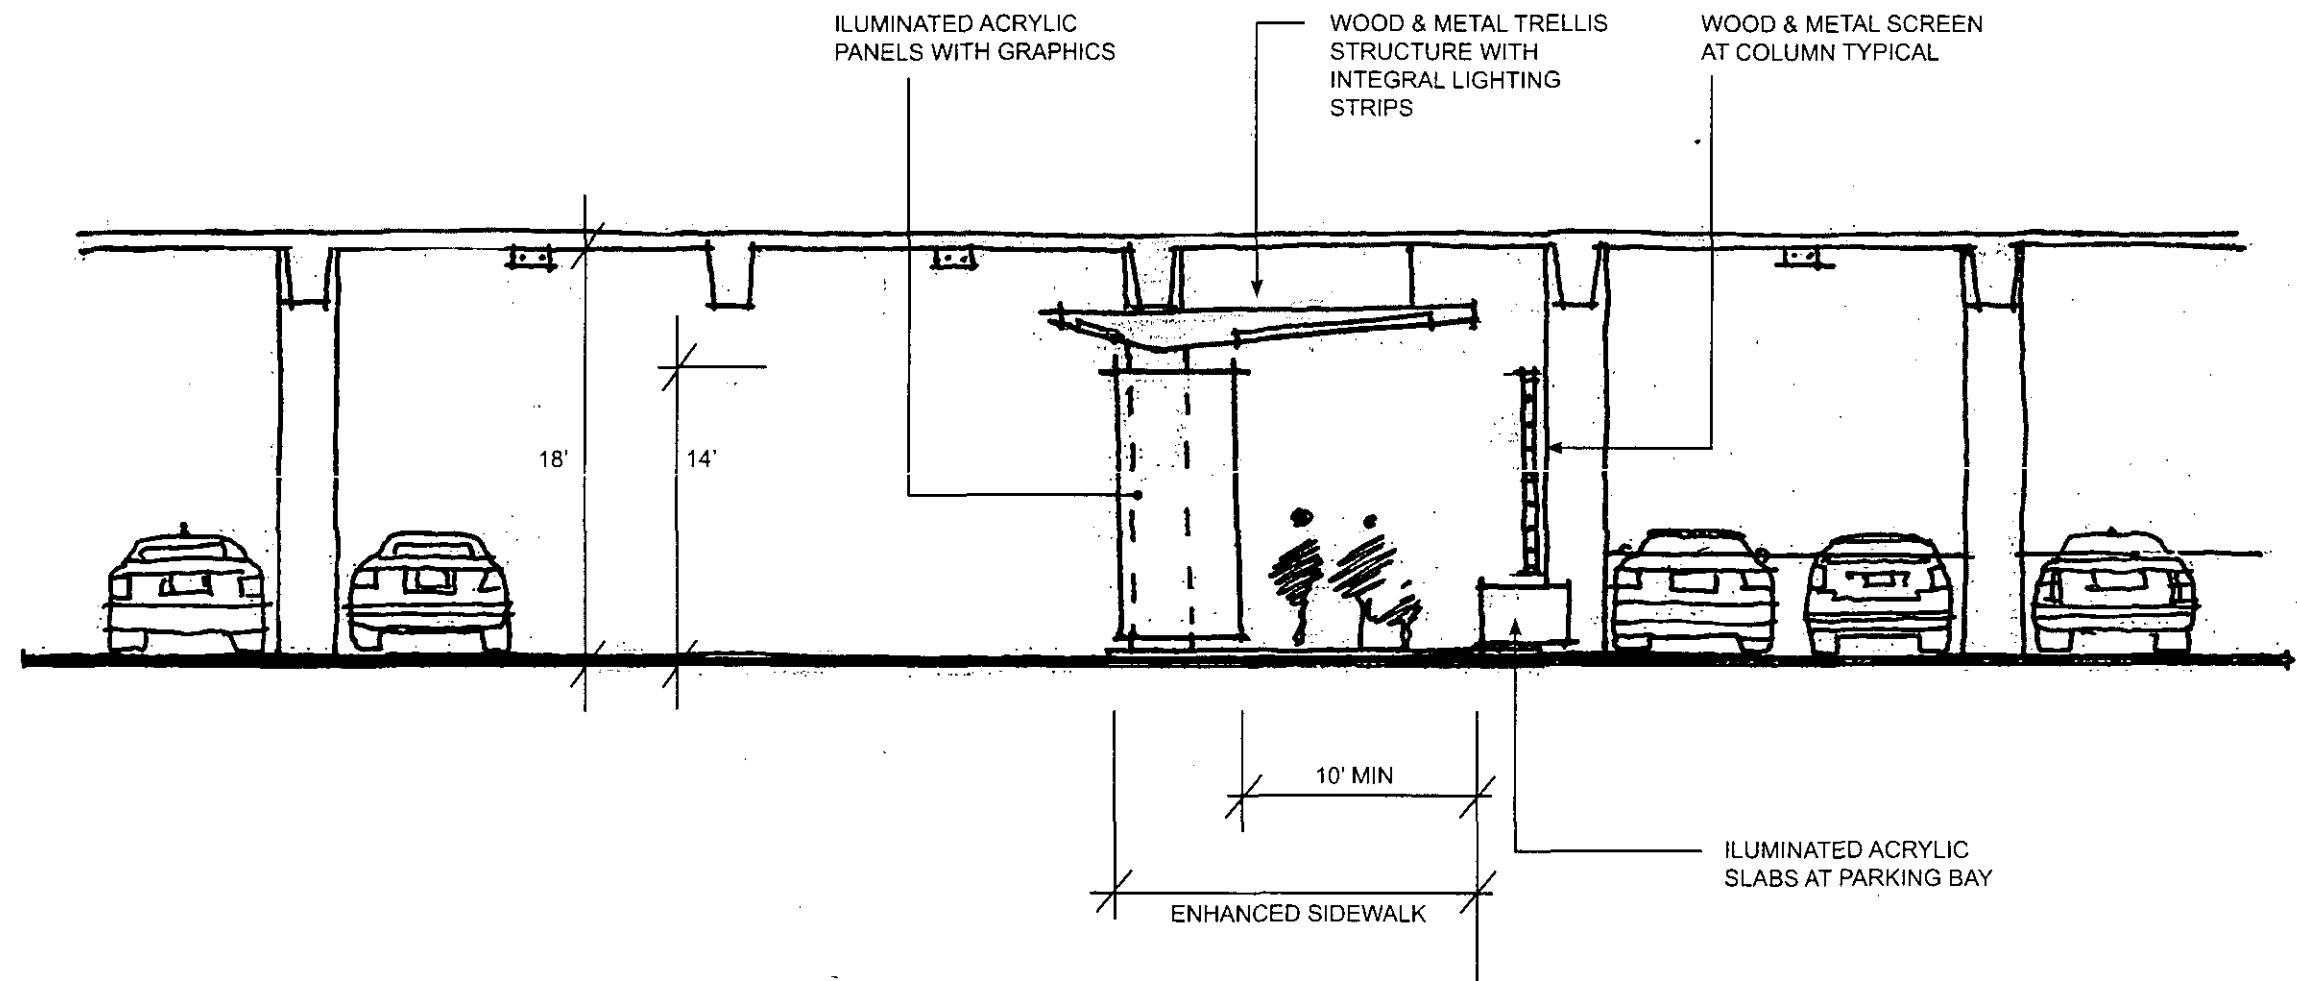 ILUMINATED ACRYLIC
PANELS WITH GRAPHICS
WOOD & METAL TRELLIS
STRUCTURE WITH
INTEGRAL LIGHTING
STRIPS
WOOD & METAL SCREEN
AT COLUMN TYPICAL
18'
14'
10' MIN
ENHANCED SIDEWALK
ILUMINATED ACRYLIC
SLABS AT PARKING BAY